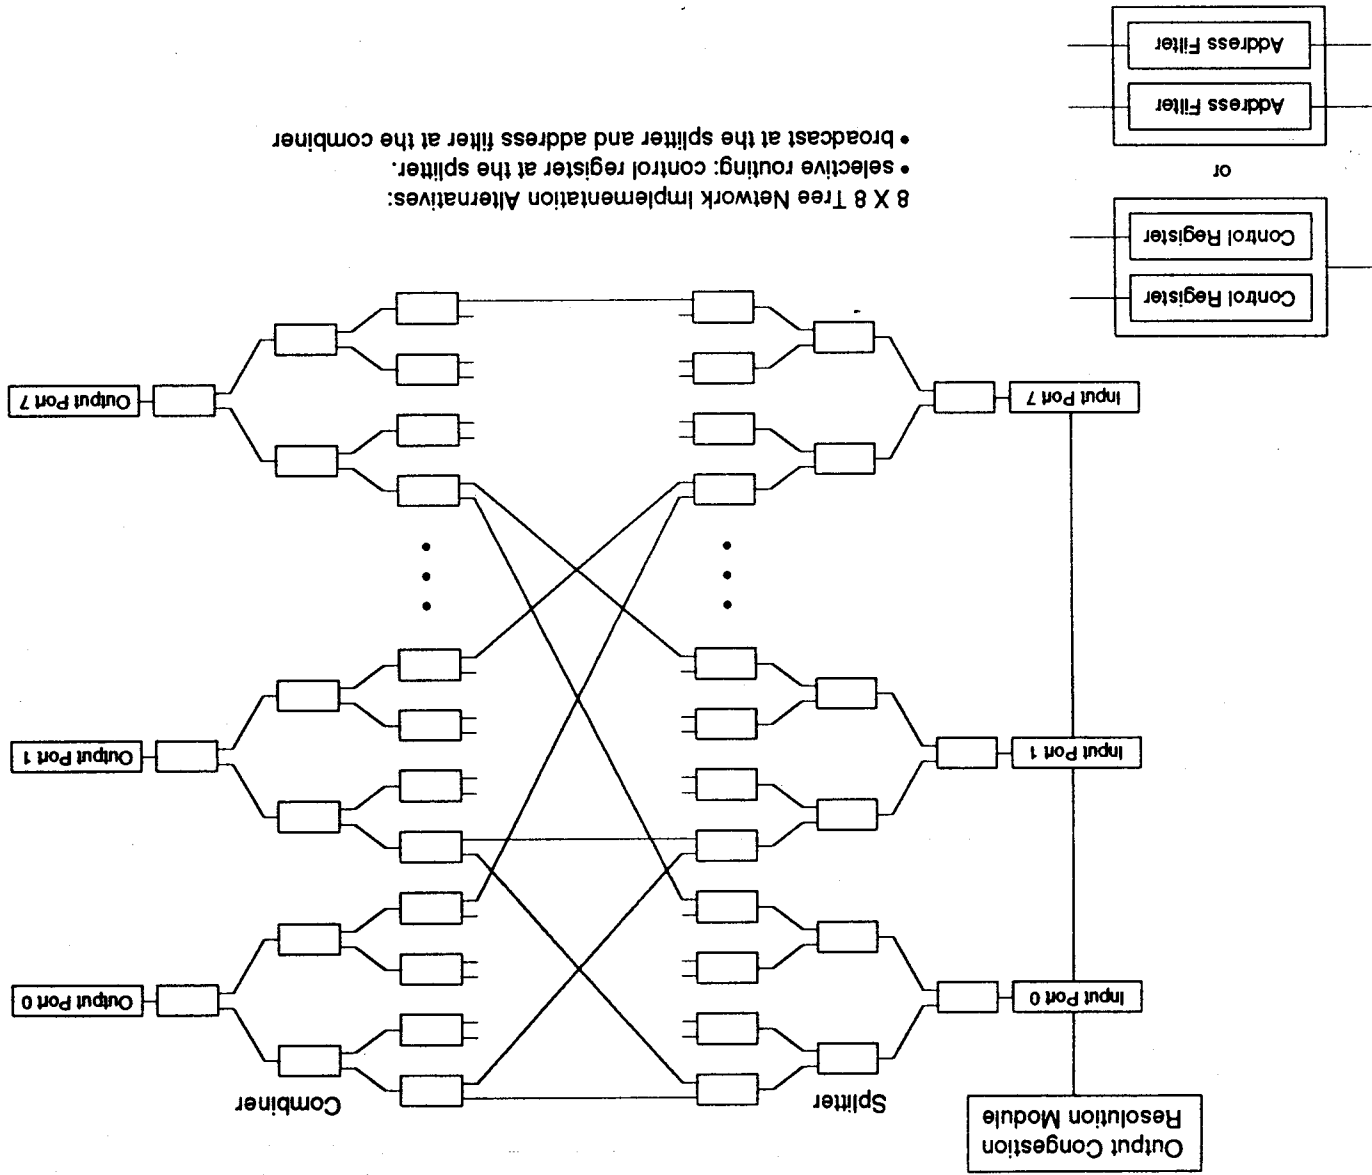 Output Congestion
Resolution Module
Splitter
Combiner
Input Port 0
Output Port 0
Input Port 1
Output Port 1
Input Port 7
Output Port 7
Control Register
Control Register
or
Address Filter
Address Filter
8 X 8 Tree Network Implementation Alternatives:
• selective routing: control register at the splitter.
• broadcast at the splitter and address filter at the combiner